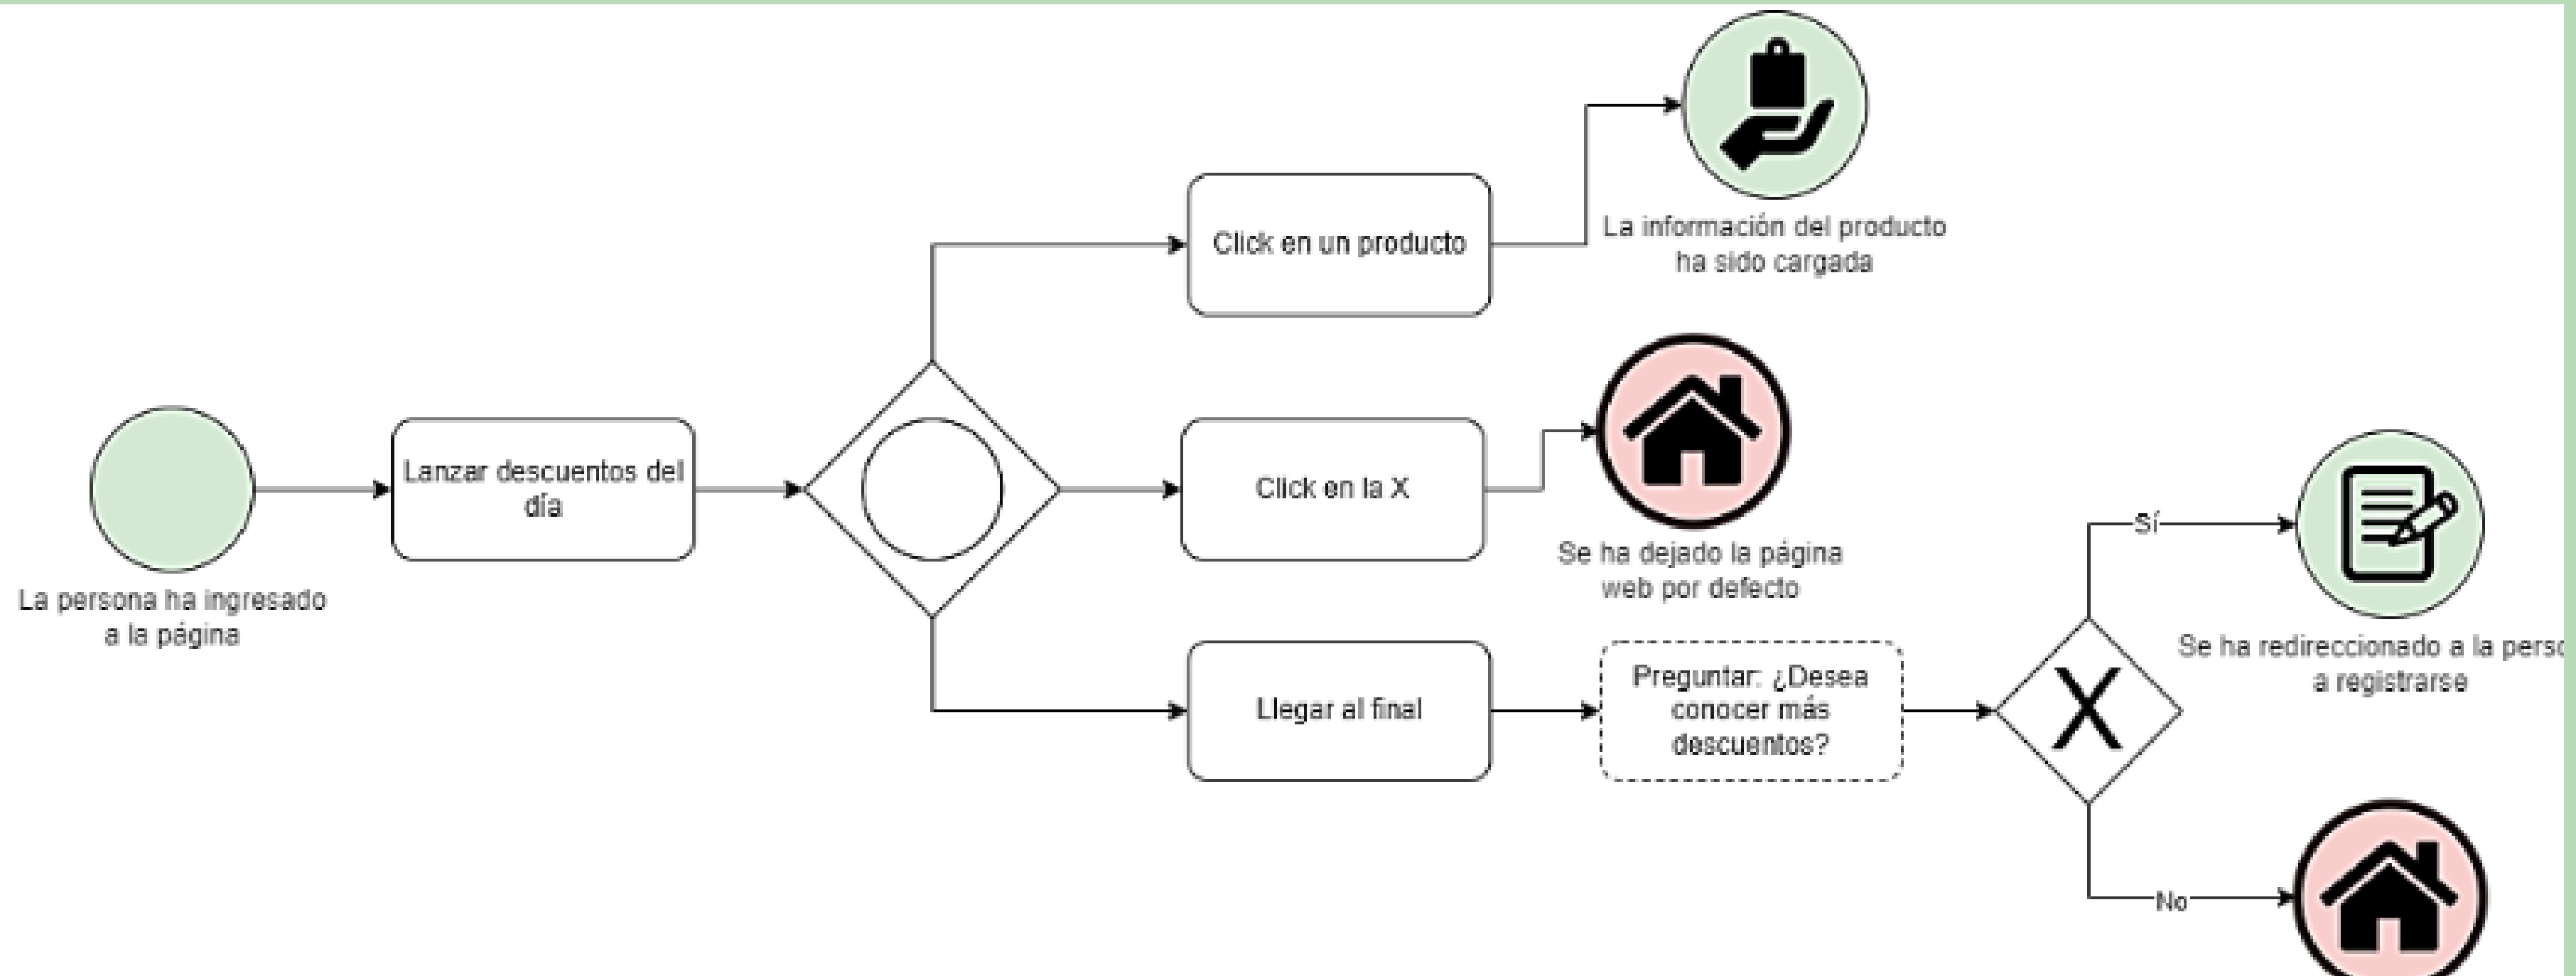 La persona ha ingresado
a la página
Lanzar descuentos del
día
Click en un producto
La información del producto
ha sido cargada
Click en la X
Se ha dejado la página
web por defecto
Llegar al final
Preguntar: ¿Desea
conocer más
descuentos?
X
Sí
Se ha redireccionado a la
a registrarse
No